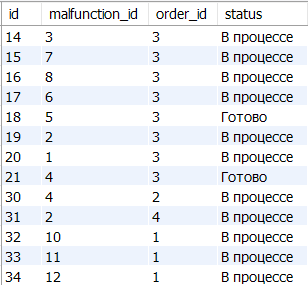 id malfunction_id order_id status
14 3 3 В процессе
15 7 3 В процессе
16 8 3 В процессе
17 6 3 В процессе
18 5 3 Готово
19 2 3 В процессе
20 1 3 В процессе
21 4 3 Готово
30 4 2 В процессе
31 2 4 В процессе
32 10 1 В процессе
33 11 1 В процессе
34 12 1 В процессе